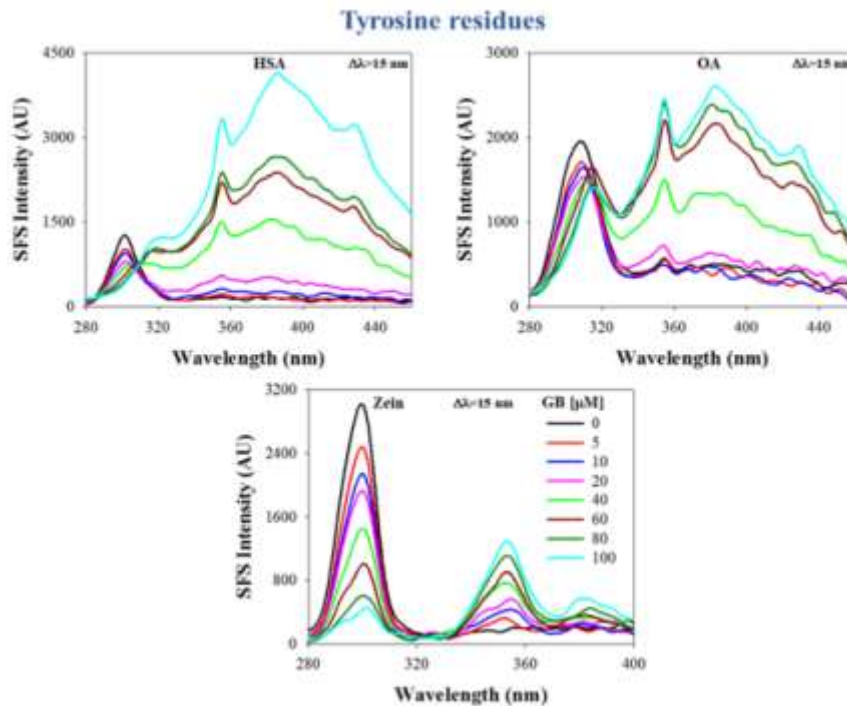 Tyrosine residues
HSA
Δλ=15 nm
SFS Intensity (AU)
4500
3000
1500
0
280
320
360
400
440
Wavelength (nm)
OA
Δλ=15 nm
SFS Intensity (AU)
3000
2000
1000
0
280
320
360
400
440
Wavelength (nm)
Zein
Δλ=15 nm
GB [µM]
0
5
10
20
40
60
80
100
SFS Intensity (AU)
3200
2400
1600
800
0
280
310
340
370
400
Wavelength (nm)